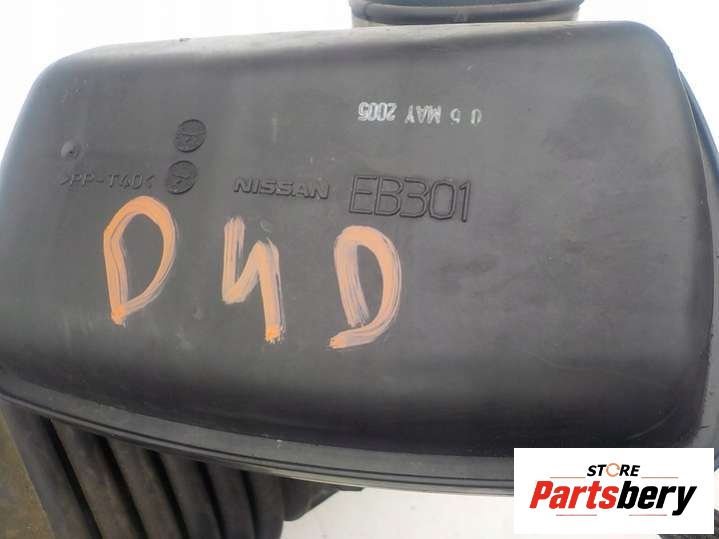 0 5 MAY 2005
>PP-T40<
NISSAN EB301
D4D
STORE
Partsbery